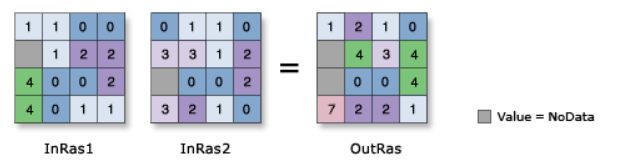 1 1 0 0 0 1 1 0 1 2 1 0
1 2 2 3 3 1 2 = 4 3 4
4 0 0 2 0 0 2 0 0 4
4 0 1 1 3 2 1 0 7 2 2 1 Value = NoData
InRas1 InRas2 OutRas